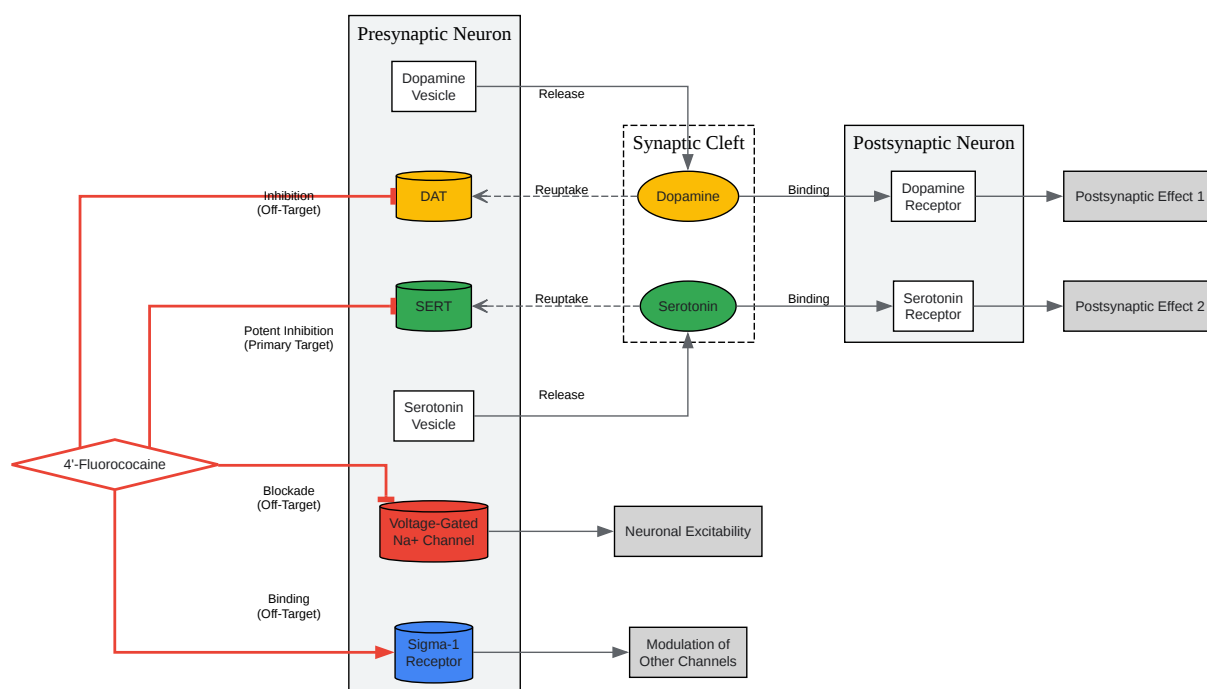 Presynaptic Neuron
Dopamine
Vesicle
Release
Synaptic Cleft
Postsynaptic Neuron
Inhibition
(Off-Target)
DAT
Reuptake
Dopamine
Binding
Dopamine
Receptor
Postsynaptic Effect 1
Potent Inhibition
(Primary Target)
SERT
Reuptake
Serotonin
Binding
Serotonin
Receptor
Postsynaptic Effect 2
Serotonin
Vesicle
Release
4'-Fluorococaine
Blockade
(Off-Target)
Voltage-Gated
Na+ Channel
Neuronal Excitability
Binding
(Off-Target)
Sigma-1
Receptor
Modulation of
Other Channels